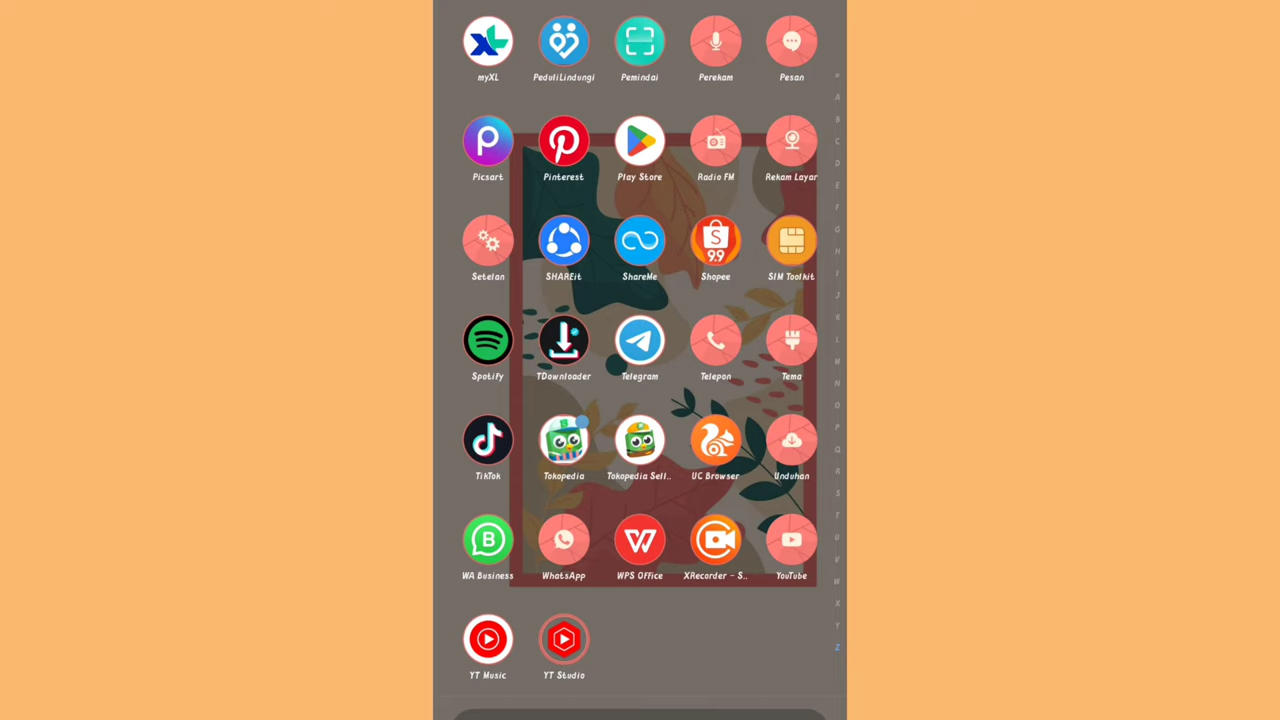 myXL PeduliLindungi Pemindai Perekam Pesan
Picsart Pinterest Play Store Radio FM Rekam Layar
S
9.9
Setelan SHAREit ShareMe Shopee SIM Toolkit
Spotify TDownloader Telegram Telepon Tema
TikTok Tokopedia Tokopedia Sell.. UC Browser Unduhan
B
WA Business WhatsApp WPS Office XRecorder - S.. YouTube
YT Music YT Studio
#
A
B
C
D
E
F
G
H
I
J
K
L
M
N
O
P
Q
R
S
T
U
V
W
X
Y
Z